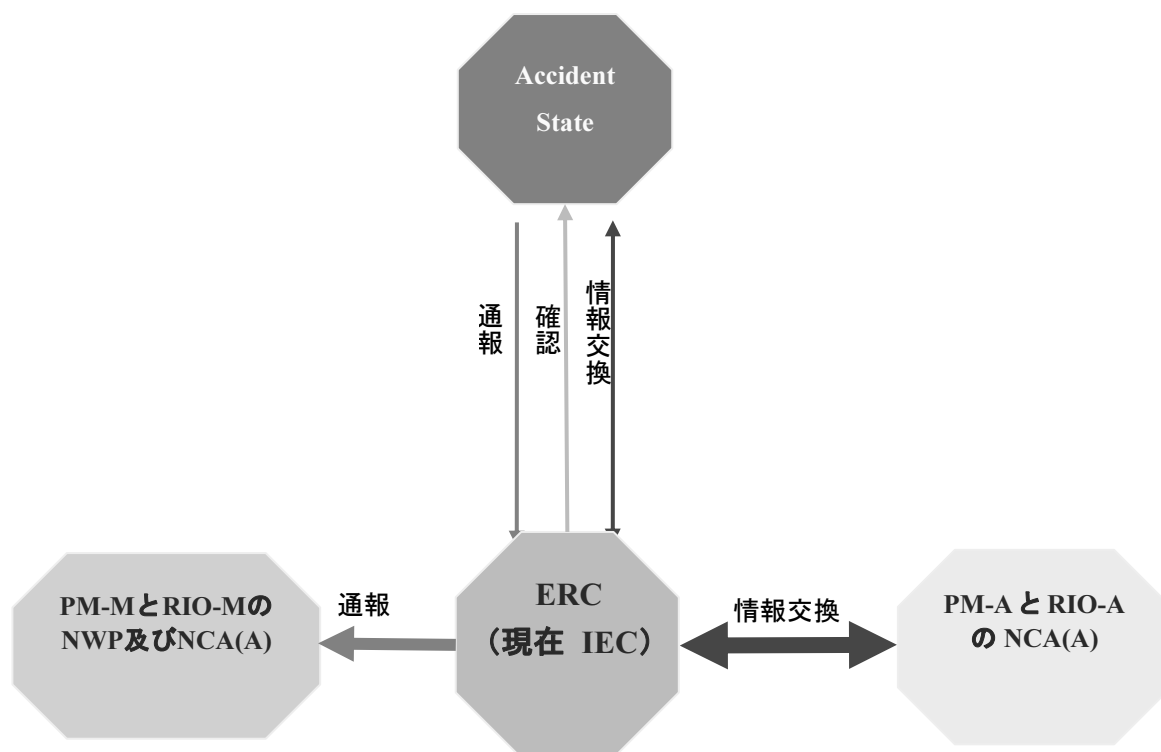 Accident
State
通報
確認
情報交換
PM-MとRIO-Mの
NWP及びNCA(A)
通報
ERC
（現在 IEC）
情報交換
PM-A と RIO-A
の NCA(A)